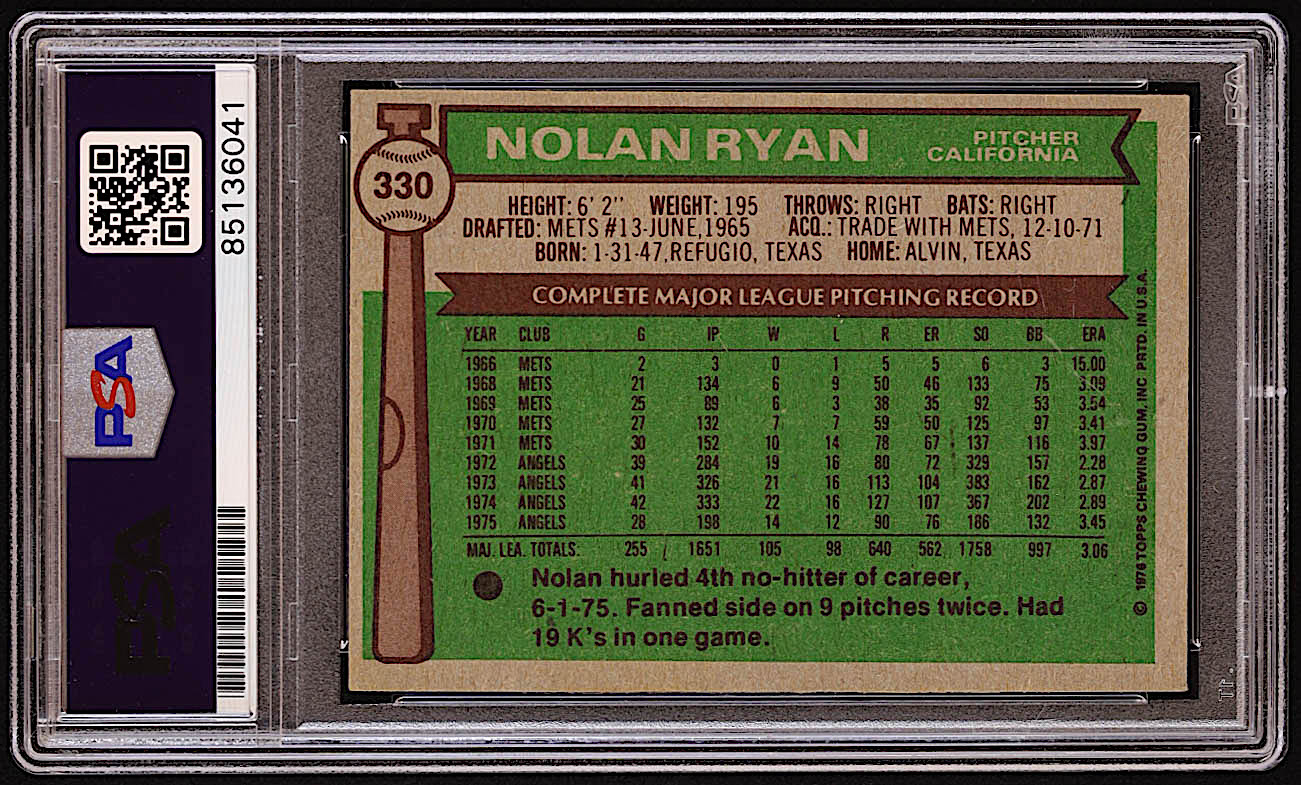 85136041
PSA
PSA
PSA
330
NOLAN RYAN
PITCHER
CALIFORNIA
HEIGHT: 6' 2'' WEIGHT: 195 THROWS: RIGHT BATS: RIGHT
DRAFTED: METS #13-JUNE,1965 ACQ.: TRADE WITH METS, 12-10-71
BORN: 1-31-47,REFUGIO, TEXAS HOME: ALVIN, TEXAS
COMPLETE MAJOR LEAGUE PITCHING RECORD
YEAR CLUB G IP W L R ER SO BB ERA
1966 METS 2 3 0 1 5 5 6 3 15.00
1968 METS 21 134 6 9 50 46 133 75 3.09
1969 METS 25 89 6 3 38 35 92 53 3.54
1970 METS 27 132 7 7 59 50 125 97 3.41
1971 METS 30 152 10 14 78 67 137 116 3.97
1972 ANGELS 39 284 19 16 80 72 329 157 2.28
1973 ANGELS 41 326 21 16 113 104 383 162 2.87
1974 ANGELS 42 333 22 16 127 107 367 202 2.89
1975 ANGELS 28 198 14 12 90 76 186 132 3.45
MAJ. LEA. TOTALS: 255 1651 105 98 640 562 1758 997 3.06
Nolan hurled 4th no-hitter of career,
6-1-75. Fanned side on 9 pitches twice. Had
19 K's in one game.
© 1976 TOPPS CHEWING GUM, INC PRTD. IN U.S.A.